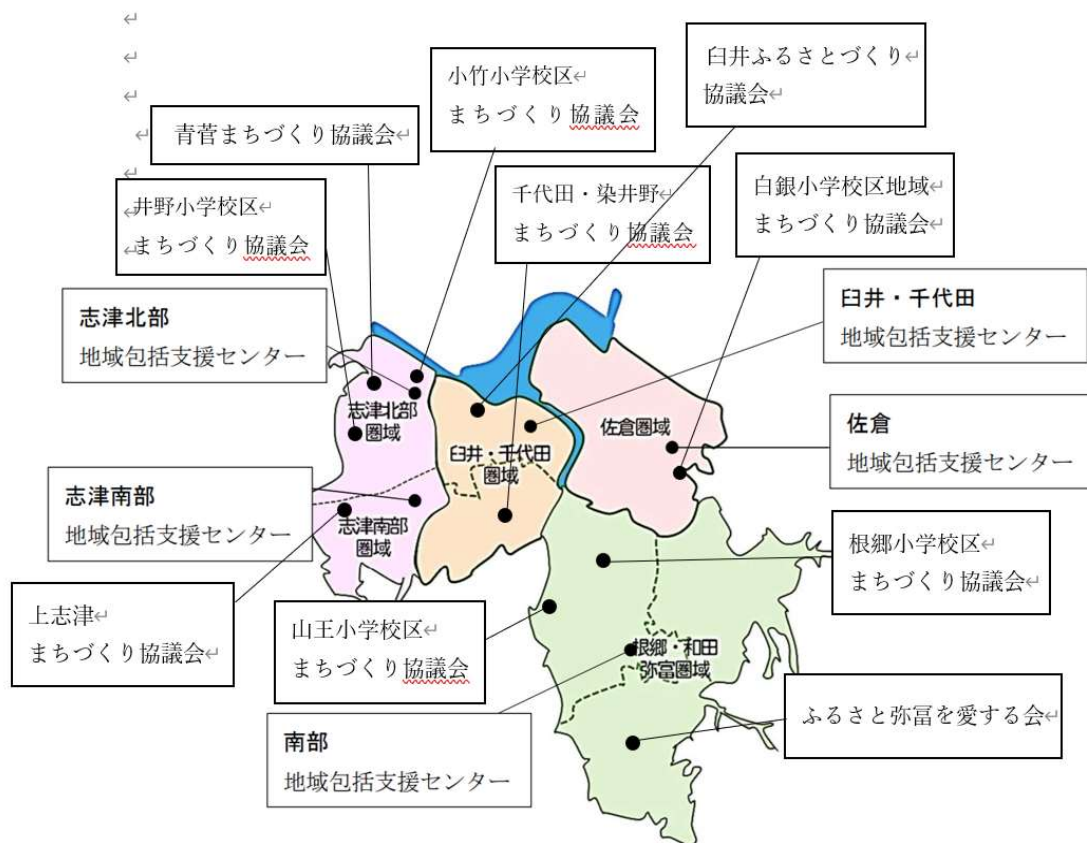 小竹小学校区
まちづくり協議会
臼井ふるさとづくり
協議会
青菅まちづくり協議会
井野小学校区
まちづくり協議会
千代田・染井野
まちづくり協議会
白銀小学校区地域
まちづくり協議会
志津北部
地域包括支援センター
臼井・千代田
地域包括支援センター
志津北部
圏域
臼井・千代田
圏域
佐倉圏域
佐倉
地域包括支援センター
志津南部
地域包括支援センター
志津南部
圏域
根郷小学校区
まちづくり協議会
上志津
まちづくり協議会
山王小学校区
まちづくり協議会
根郷・和田
弥富圏域
ふるさと弥冨を愛する会
南部
地域包括支援センター